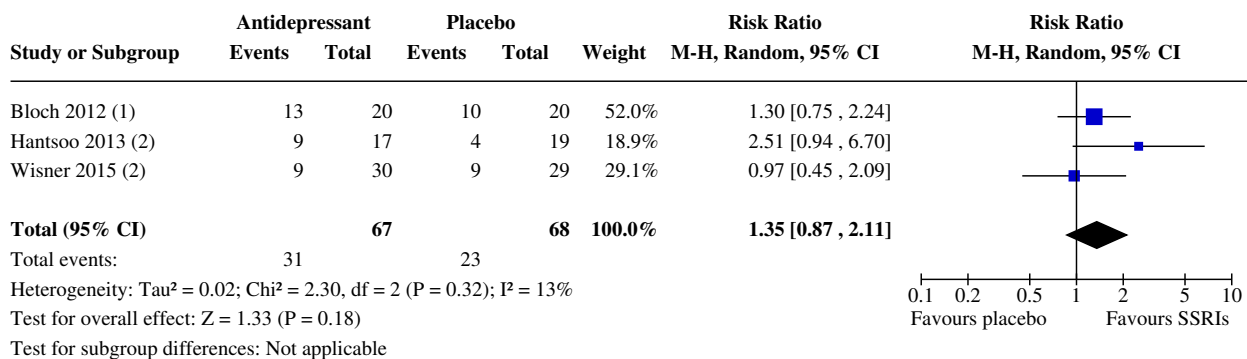 Antidepressant Placebo Risk Ratio Risk Ratio
Study or Subgroup Events Total Events Total Weight M-H, Random, 95% CI M-H, Random, 95% CI
Bloch 2012 (1) 13 20 10 20 52.0% 1.30 [0.75 , 2.24]
Hantsoo 2013 (2) 9 17 4 19 18.9% 2.51 [0.94 , 6.70]
Wisner 2015 (2) 9 30 9 29 29.1% 0.97 [0.45 , 2.09]
Total (95% CI) 67 68 100.0% 1.35 [0.87 , 2.11]
Total events: 31 23
Heterogeneity: Tau² = 0.02; Chi² = 2.30, df = 2 (P = 0.32); I² = 13%
Test for overall effect: Z = 1.33 (P = 0.18)
Test for subgroup differences: Not applicable
0.1 0.2 0.5 1 2 5 10
Favours placebo Favours SSRIs